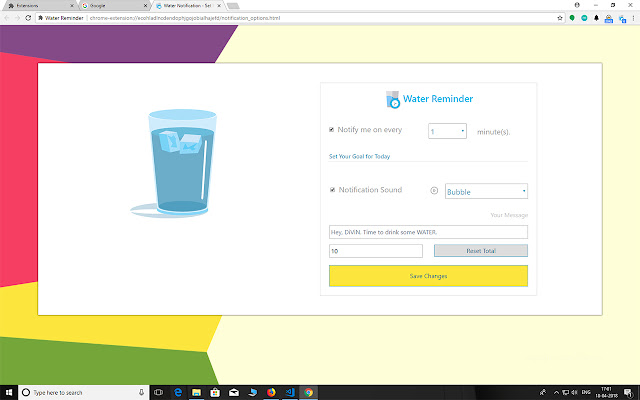 Extensions
Google
Water Notification - Set
Water Reminder
chrome-extension://eoohladlnodendophjgojobialhajefd/notification_options.html
Water Reminder
Notify me on every
1
minute(s).
Set Your Goal for Today
Notification Sound
Bubble
Your Message
Hey, DiViN. Time to drink some WATER.
10
Reset Total
Save Changes
Type here to search
ENG
17:01
18-04-2018